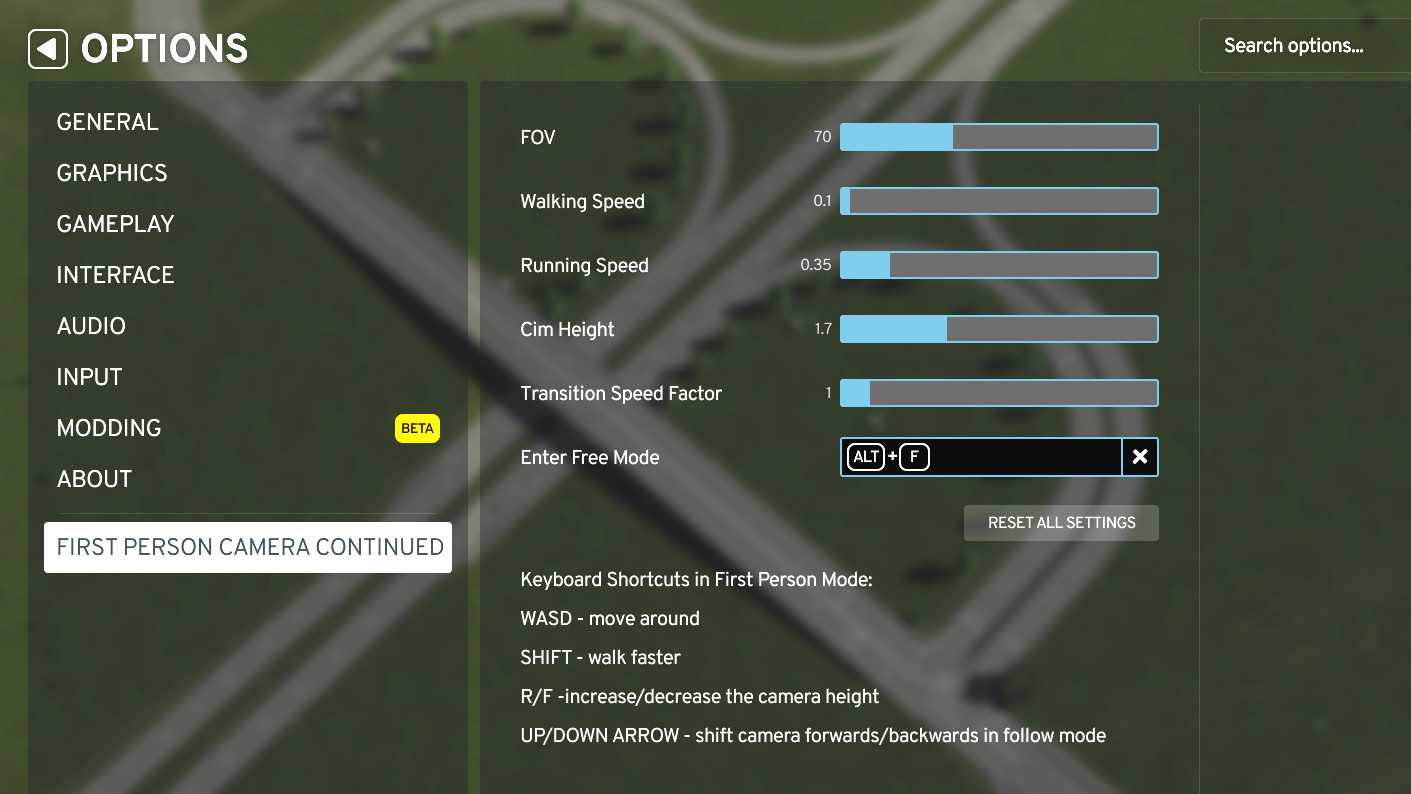 OPTIONS
Search options...
GENERAL
GRAPHICS
GAMEPLAY
INTERFACE
AUDIO
INPUT
MODDING BETA
ABOUT
FIRST PERSON CAMERA CONTINUED
FOV 70
Walking Speed 0.1
Running Speed 0.35
Cim Height 1.7
Transition Speed Factor 1
Enter Free Mode ALT + F
RESET ALL SETTINGS
Keyboard Shortcuts in First Person Mode:
WASD - move around
SHIFT - walk faster
R/F -increase/decrease the camera height
UP/DOWN ARROW - shift camera forwards/backwards in follow mode